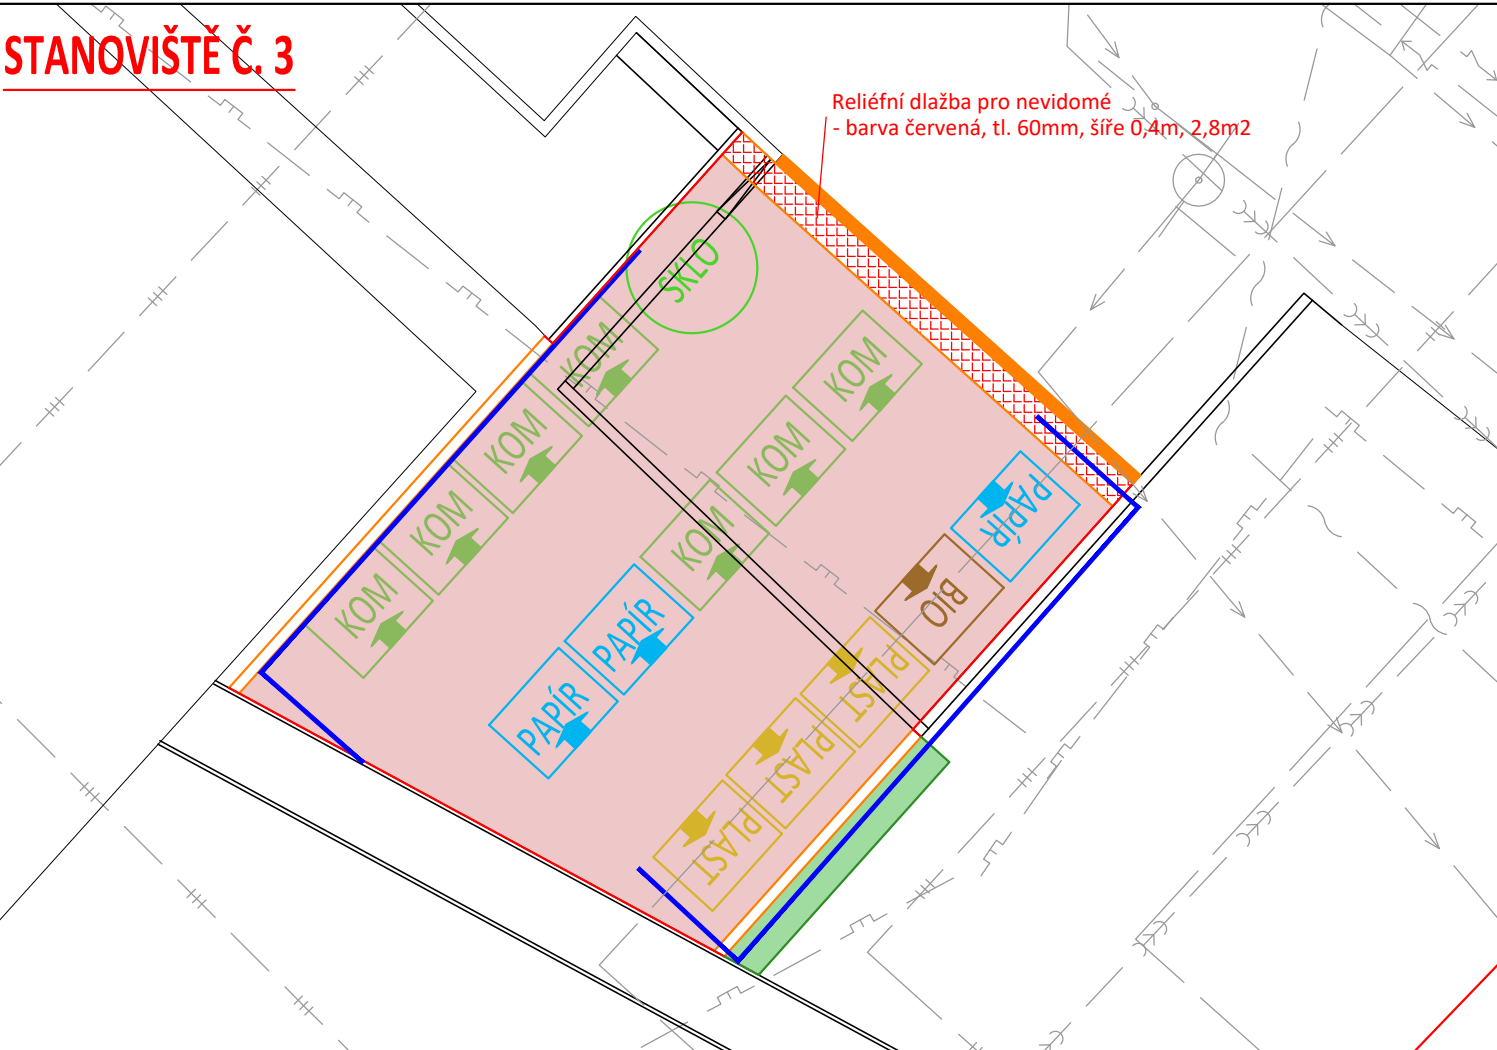 STANOVIŠTĚ Č. 3
Reliéfní dlažba pro nevidomé
- barva červená, tl. 60mm, šíře 0,4m, 2,8m2
SKLO
KOM
KOM
KOM
KOM
KOM
KOM
KOM
PAPÍR
PAPÍR
PAPÍR
BIO
PLAST
PLAST
PLAST